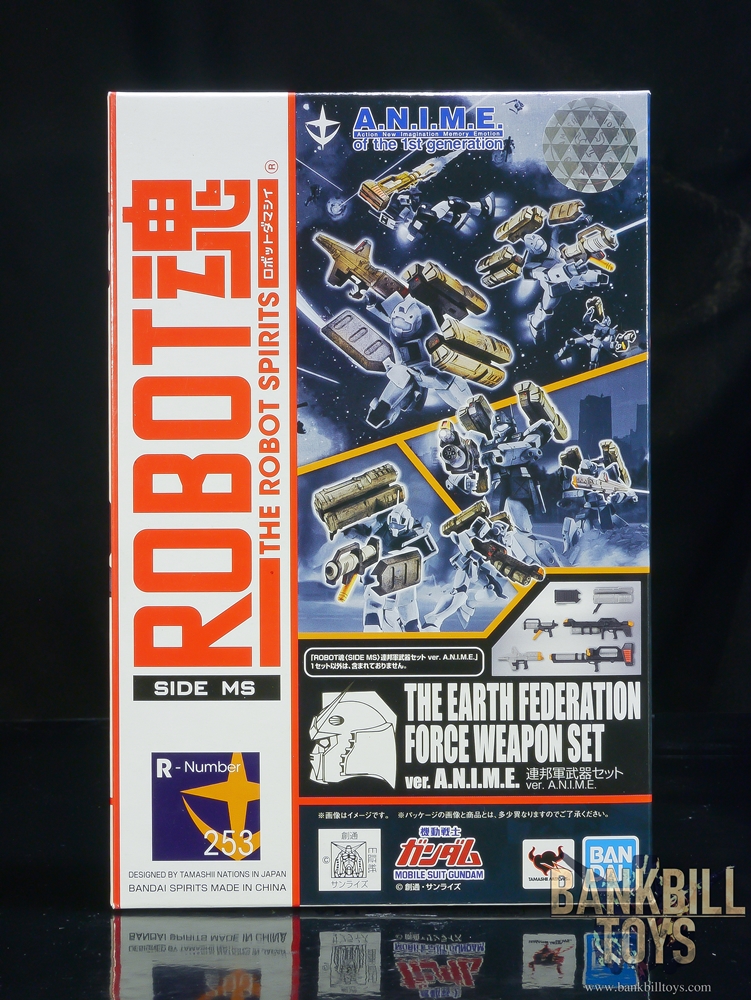 A.N.I.M.E.
Action New Imagination Memory Emotion
of the 1st generation
ROBOT魂
®
ロボットダマシイ
THE ROBOT SPIRITS
SIDE MS
R - Number
253
DESIGNED BY TAMASHII NATIONS IN JAPAN
BANDAI SPIRITS MADE IN CHINA
「ROBOT魂〈SIDE MS〉連邦軍武器セット ver. A.N.I.M.E.」
1セット以外は、含まれておりません。
THE EARTH FEDERATION
FORCE WEAPON SET
ver. A.N.I.M.E. 連邦軍武器セット
ver. A.N.I.M.E.
※画像はイメージです。 ※パッケージの画像と商品とは、多少異なりますのでご了承ください。
創通
©
サンライズ
機動戦士
ガンダム
MOBILE SUIT GUNDAM
© 創通・サンライズ
BAN
BANKBILL
TOYS
www.bankbilltoys.com